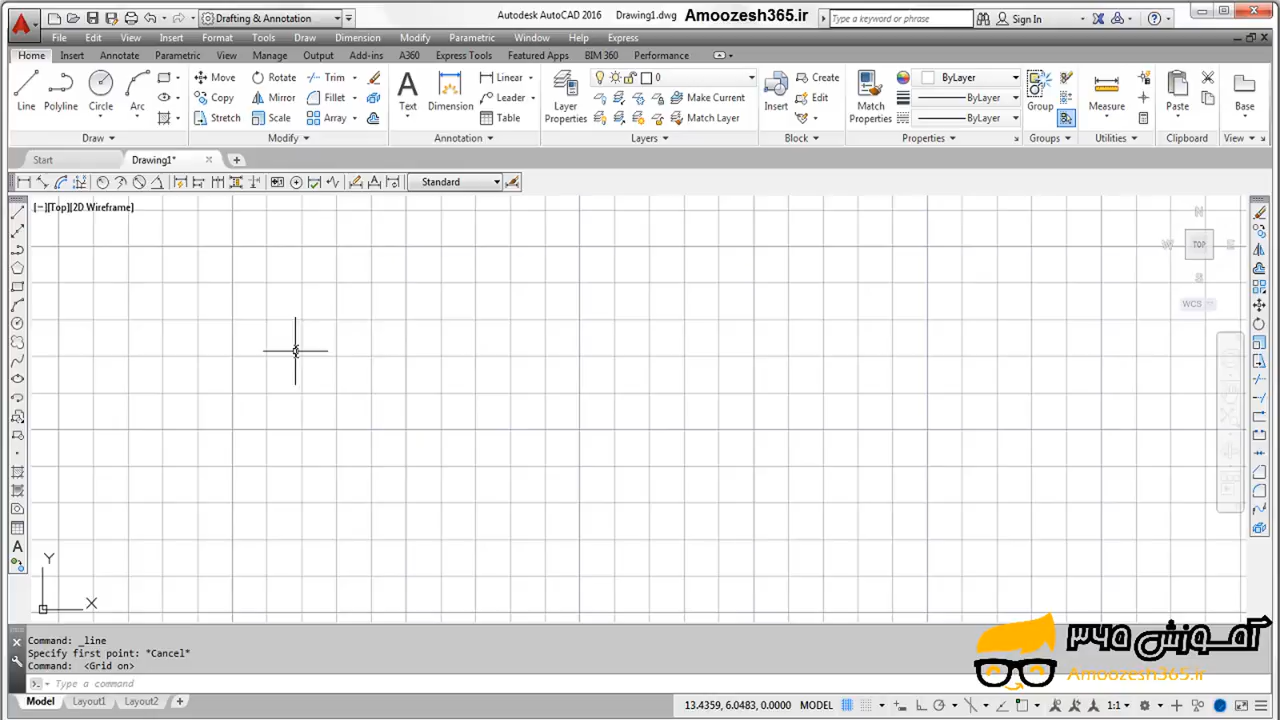 Drafting & Annotation
Autodesk AutoCAD 2016 Drawing1.dwg
Amoozesh365.ir
Type a keyword or phrase
Sign In
File Edit View Insert Format Tools Draw Dimension Modify Parametric Window Help Express
Home Insert Annotate Parametric View Manage Output Add-ins A360 Express Tools Featured Apps BIM 360 Performance
Line Polyline Circle Arc
Move Rotate Trim
Copy Mirror Fillet
Stretch Scale Array
Text Dimension
Linear
Leader
Table
Layer Properties
0
Make Current
Match Layer
Insert
Create
Edit
Match Properties
ByLayer
ByLayer
ByLayer
Group
Measure
Paste
Base
Draw Modify Annotation Layers Block Properties Groups Utilities Clipboard View
Start Drawing1*
Standard
[−][Top][2D Wireframe]
N
W TOP E
S
WCS
Y
X
Command: _line
Specify first point: *Cancel*
Command: <Grid on>
Type a command
آموزش ۳۶۵
Amoozesh365.ir
Model Layout1 Layout2 +
13.4359, 6.0483, 0.0000 MODEL
1:1